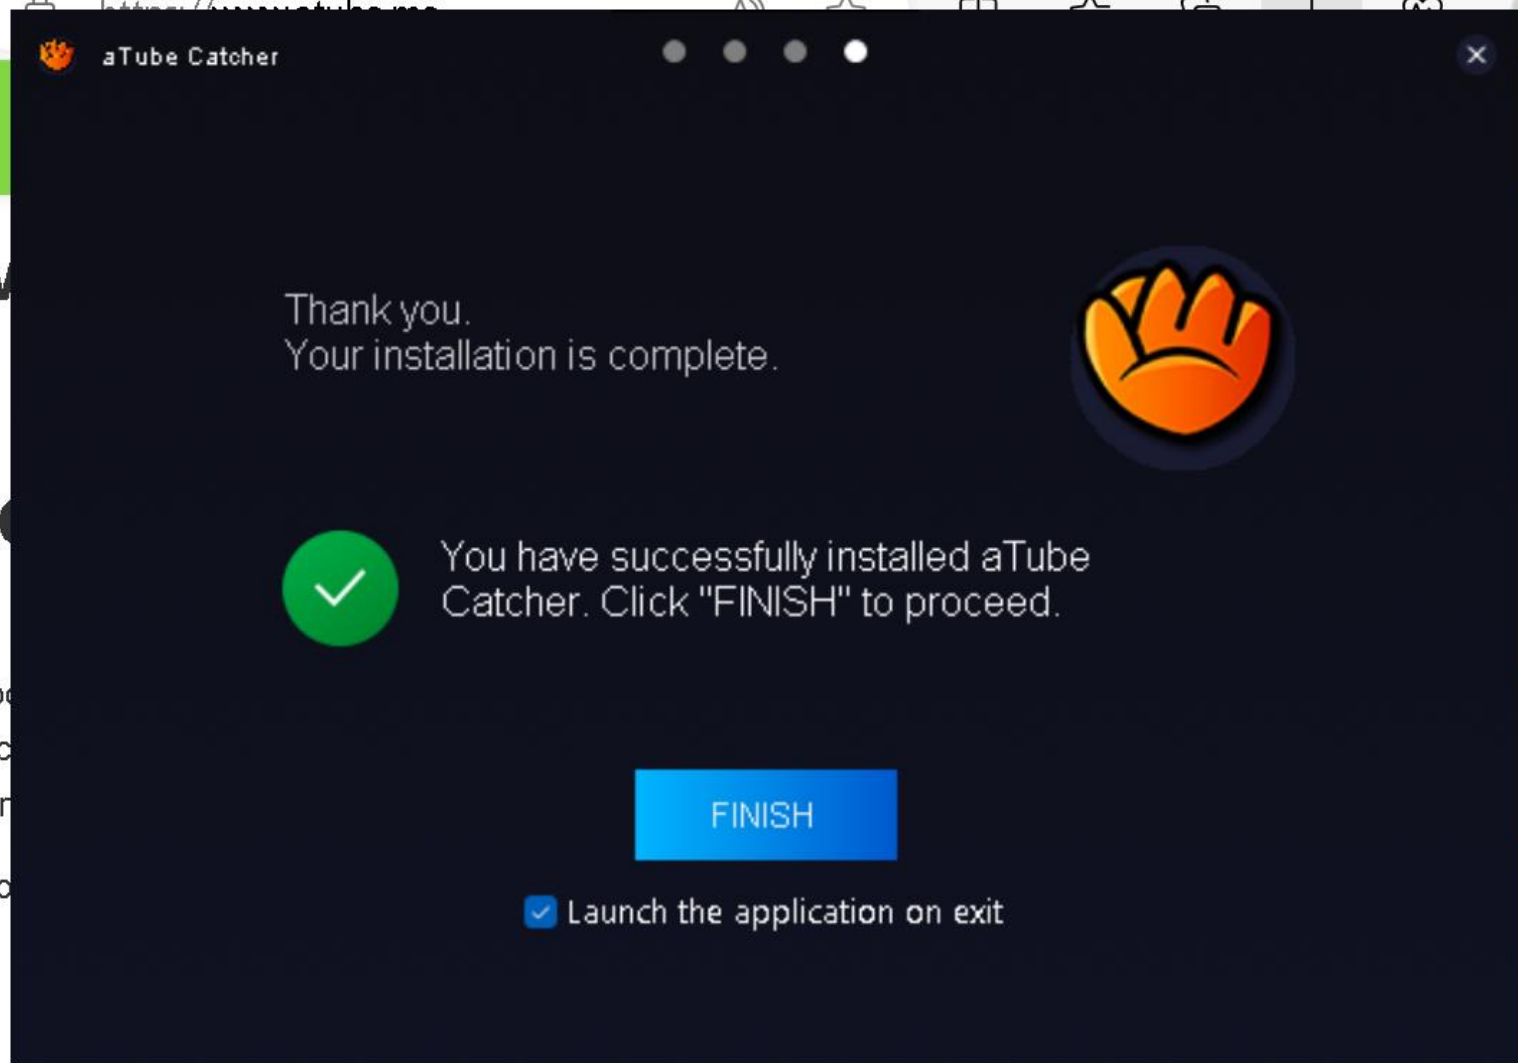 aTube Catcher
Thank you.
Your installation is complete.
You have successfully installed aTube
Catcher. Click "FINISH" to proceed.
FINISH
Launch the application on exit